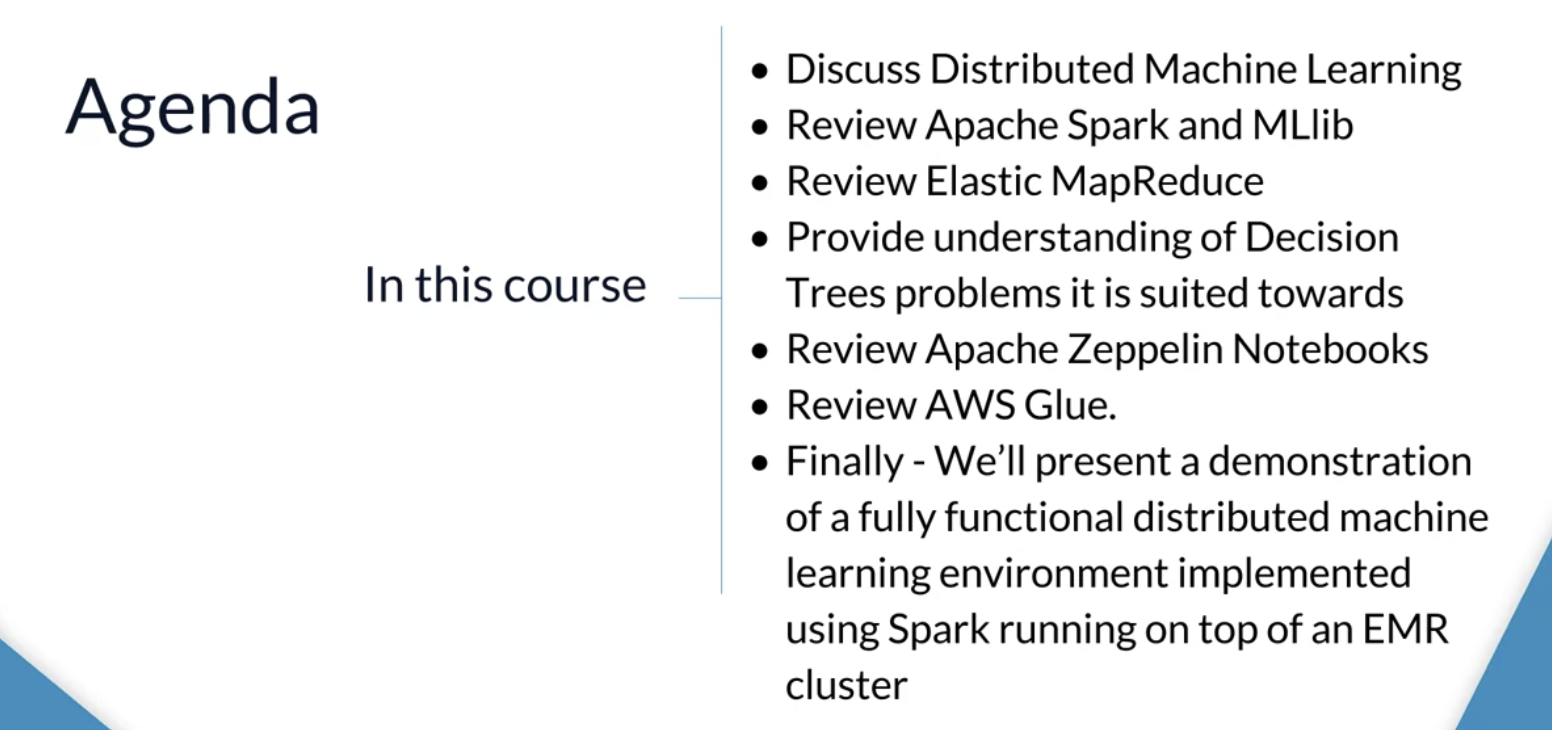 Agenda
In this course
• Discuss Distributed Machine Learning
• Review Apache Spark and MLlib
• Review Elastic MapReduce
• Provide understanding of Decision
Trees problems it is suited towards
• Review Apache Zeppelin Notebooks
• Review AWS Glue.
• Finally - We’ll present a demonstration
of a fully functional distributed machine
learning environment implemented
using Spark running on top of an EMR
cluster